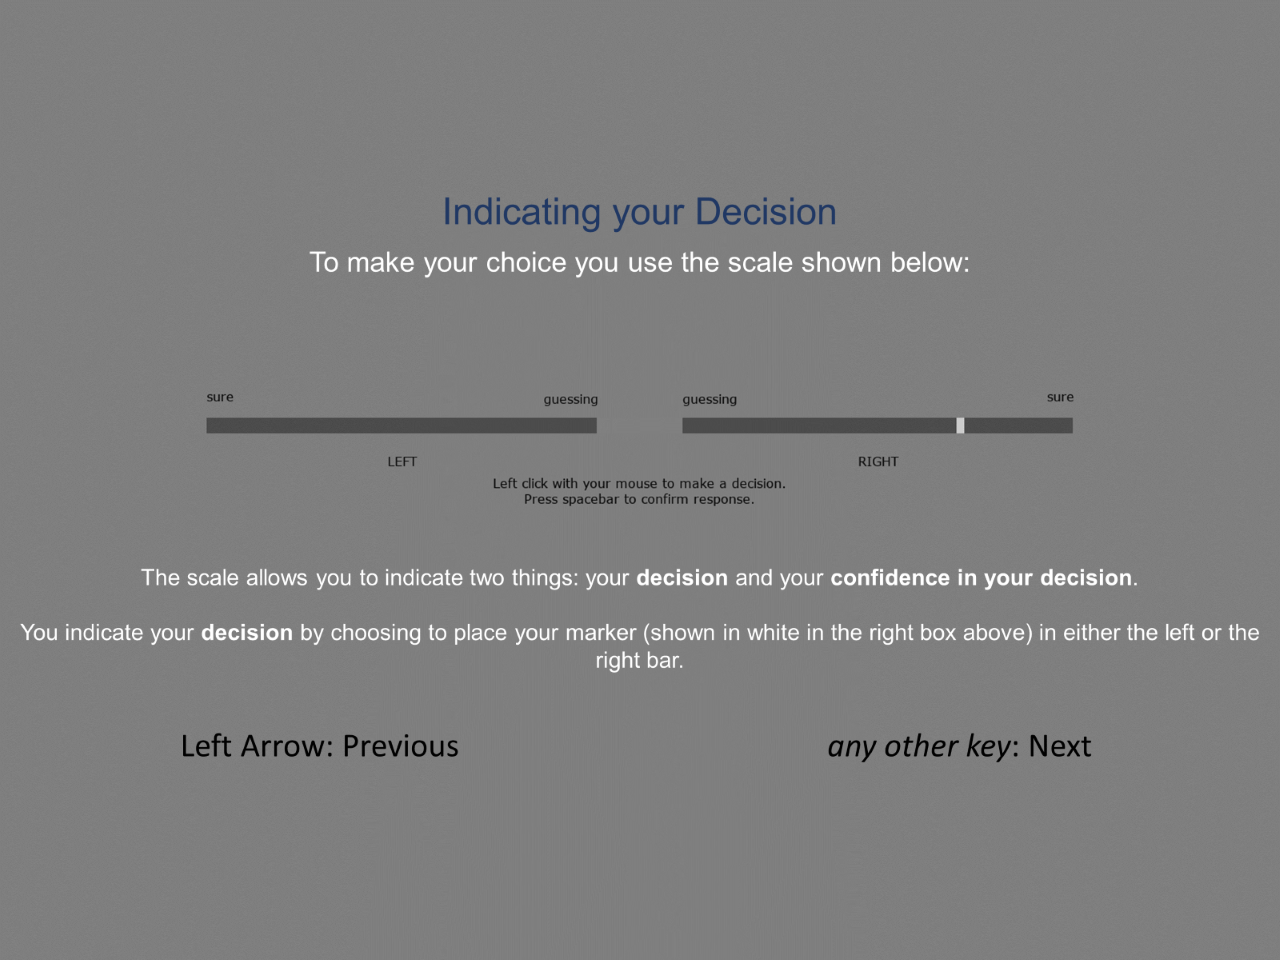 Indicating your Decision
To make your choice you use the scale shown below:
sure guessing guessing sure
LEFT RIGHT
Left click with your mouse to make a decision.
Press spacebar to confirm response.
The scale allows you to indicate two things: your decision and your confidence in your decision.
You indicate your decision by choosing to place your marker (shown in white in the right box above) in either the left or the
right bar.
Left Arrow: Previous any other key: Next